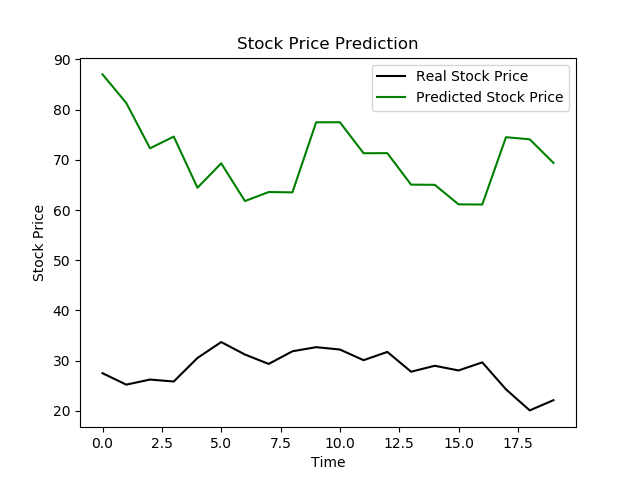 Stock Price Prediction
Real Stock Price
Predicted Stock Price
90
80
70
60
50
40
30
20
Stock Price
0.0 2.5 5.0 7.5 10.0 12.5 15.0 17.5
Time